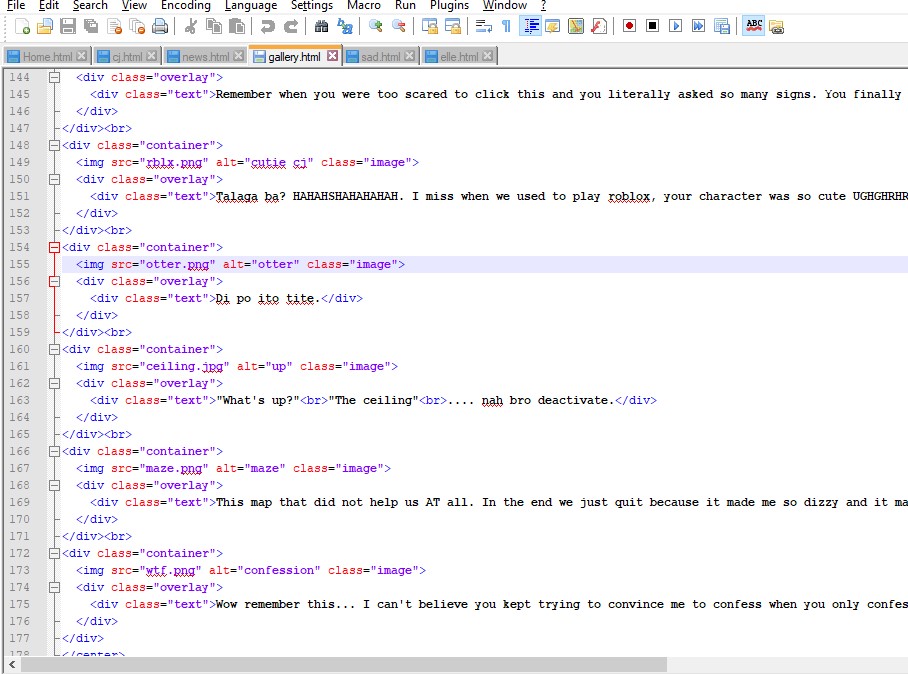 File Edit Search View Encoding Language Settings Macro Run Plugins Window ?
ABC
Home.html cj.html news.html gallery.html sad.html elle.html
144 <div class="overlay">
145 <div class="text">Remember when you were too scared to click this and you literally asked so many signs. You finally
146 </div>
147 </div><br>
148 <div class="container">
149 <img src="rblx.png" alt="cutie cj" class="image">
150 <div class="overlay">
151 <div class="text">Talaga ba? HAHAHSHAHAHAHAH. I miss when we used to play roblox, your character was so cute UGHGHRHR
152 </div>
153 </div><br>
154 <div class="container">
155 <img src="otter.png" alt="otter" class="image">
156 <div class="overlay">
157 <div class="text">Di po ito tite.</div>
158 </div>
159 </div><br>
160 <div class="container">
161 <img src="ceiling.jpg" alt="up" class="image">
162 <div class="overlay">
163 <div class="text">"What's up?"<br>"The ceiling"<br>.... nah bro deactivate.</div>
164 </div>
165 </div><br>
166 <div class="container">
167 <img src="maze.png" alt="maze" class="image">
168 <div class="overlay">
169 <div class="text">This map that did not help us AT all. In the end we just quit because it made me so dizzy and it ma
170 </div>
171 </div><br>
172 <div class="container">
173 <img src="wtf.png" alt="confession" class="image">
174 <div class="overlay">
175 <div class="text">Wow remember this... I can't believe you kept trying to convince me to confess when you only confes
176 </div>
177 </div>
178 </center>